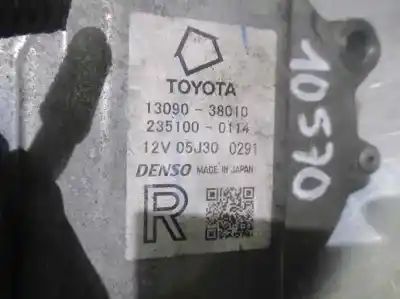 TOYOTA
13090-38010
235100-0114
12V 05J30 0291
DENSO MADE IN JAPAN
R
10570